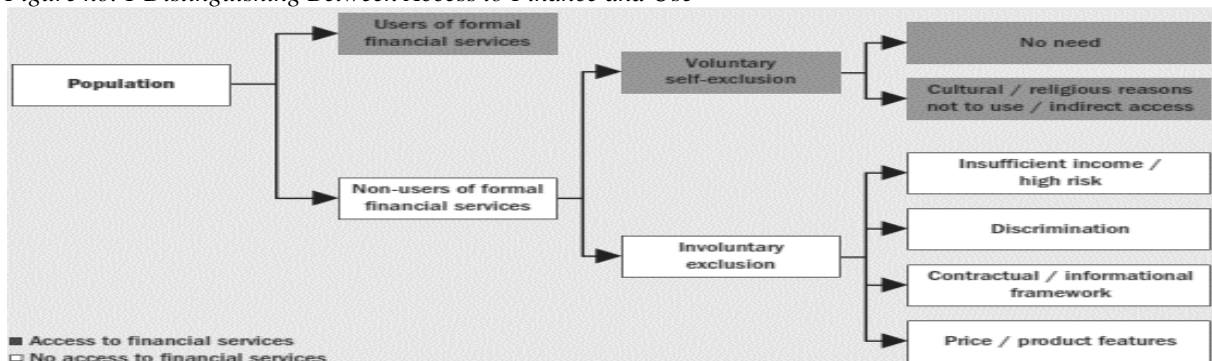 Figure no. 1 Distinguishing Between Access to Finance and Use
Users of formal
financial services
Population
Non-users of formal
financial services
Voluntary
self-exclusion
Involuntary
exclusion
No need
Cultural / religious reasons
not to use / indirect access
Insufficient income /
high risk
Discrimination
Contractual / informational
framework
Price / product features
Access to financial services
No access to financial services